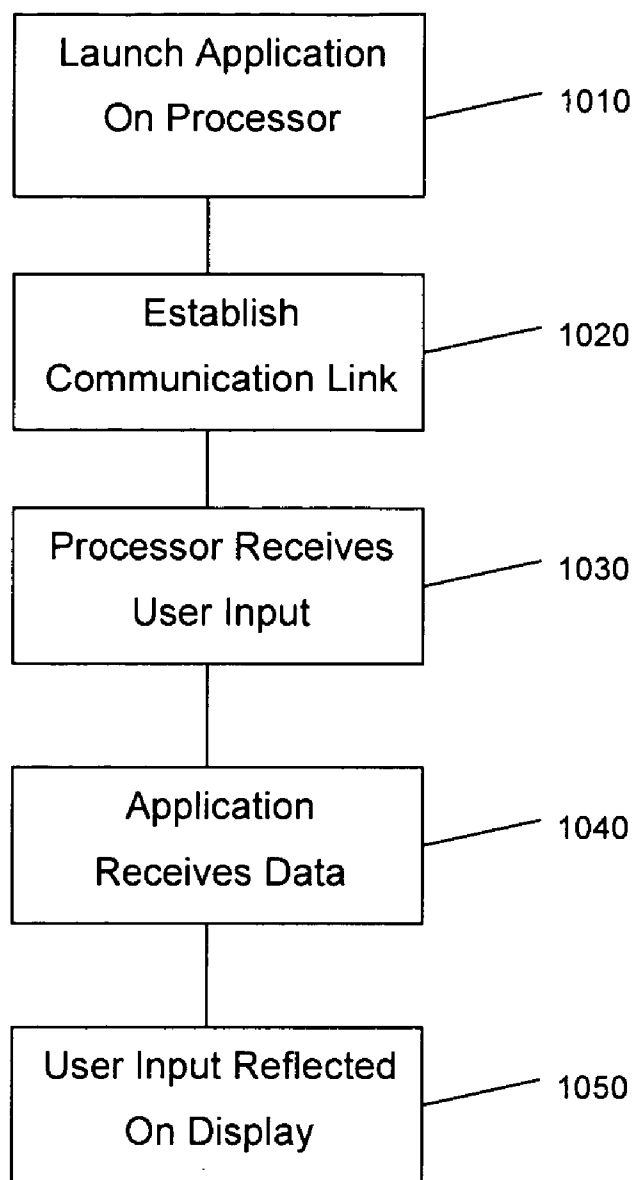 Launch Application
On Processor
1010
Establish
Communication Link
1020
Processor Receives
User Input
1030
Application
Receives Data
1040
User Input Reflected
On Display
1050